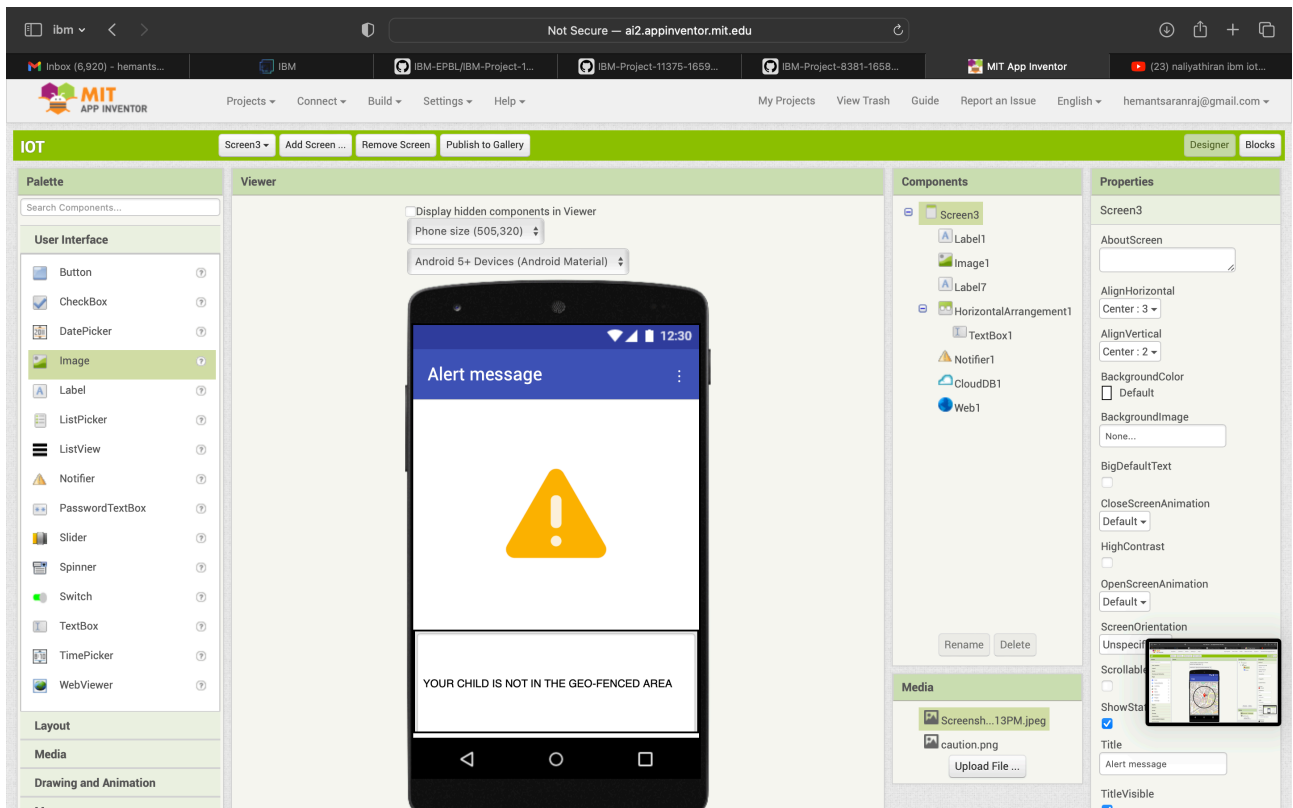 ibm
Not Secure — ai2.appinventor.mit.edu
Inbox (6,920) - hemants...
IBM
IBM-EPBL/IBM-Project-1...
IBM-Project-11375-1659...
IBM-Project-8381-1658...
MIT App Inventor
(23) naliyathiran ibm iot...
MIT
APP INVENTOR
Projects
Connect
Build
Settings
Help
My Projects
View Trash
Guide
Report an Issue
English
hemantsaranraj@gmail.com
IOT
Screen3
Add Screen ...
Remove Screen
Publish to Gallery
Designer
Blocks
Palette
Search Components...
User Interface
Button
CheckBox
DatePicker
Image
Label
ListPicker
ListView
Notifier
PasswordTextBox
Slider
Spinner
Switch
TextBox
TimePicker
WebViewer
Layout
Media
Drawing and Animation
Viewer
Display hidden components in Viewer
Phone size (505,320)
Android 5+ Devices (Android Material)
12:30
Alert message
YOUR CHILD IS NOT IN THE GEO-FENCED AREA
Components
Screen3
Label1
Image1
Label7
HorizontalArrangement1
TextBox1
Notifier1
CloudDB1
Web1
Rename
Delete
Media
Screensh...13PM.jpeg
caution.png
Upload File ...
Properties
Screen3
AboutScreen
AlignHorizontal
Center : 3
AlignVertical
Center : 2
BackgroundColor
Default
BackgroundImage
None...
BigDefaultText
CloseScreenAnimation
Default
HighContrast
OpenScreenAnimation
Default
ScreenOrientation
Unspecif
Scrollable
ShowStat
Title
Alert message
TitleVisible